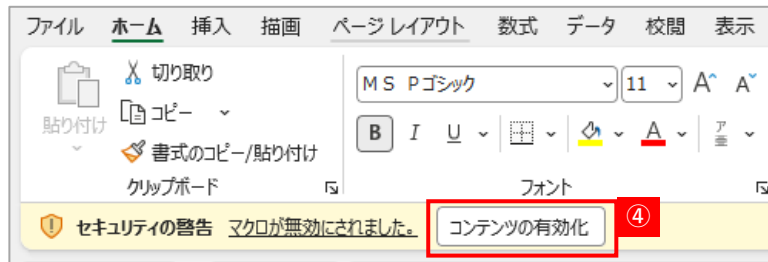 ファイル ホーム 挿入 描画 ページ レイアウト 数式 データ 校閲 表示
切り取り
コピー
貼り付け
書式のコピー/貼り付け
クリップボード
MS Pゴシック 11 A A
B I U A ア亜
フォント
セキュリティの警告 マクロが無効にされました。 コンテンツの有効化 ④